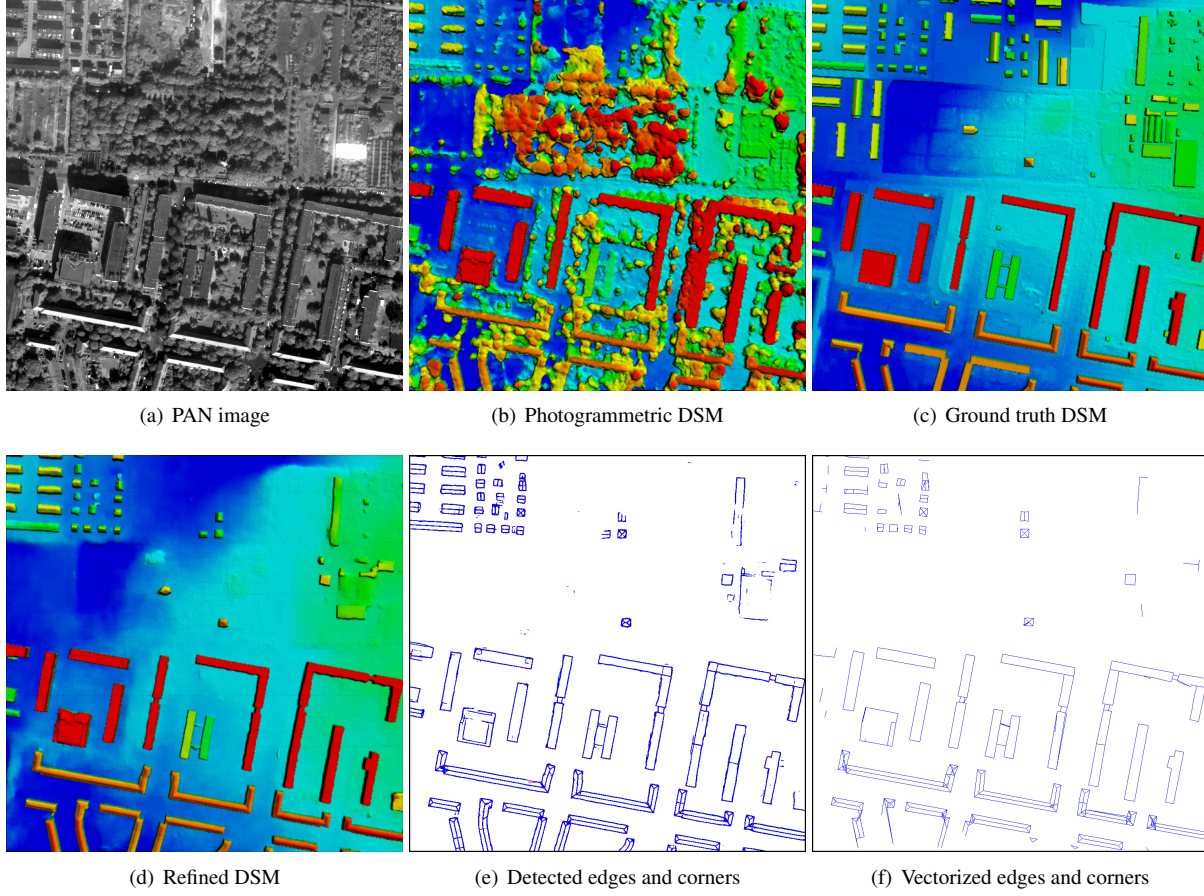 (a) PAN image
(b) Photogrammetric DSM
(c) Ground truth DSM
(d) Refined DSM
(e) Detected edges and corners
(f) Vectorized edges and corners